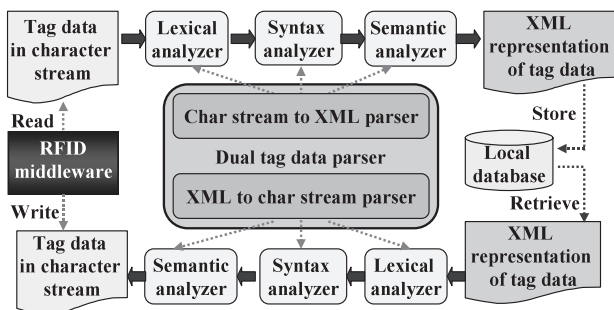 Tag data
in character
stream
Lexical
analyzer
Syntax
analyzer
Semantic
analyzer
XML
representation
of tag data
Read
Store
Char stream to XML parser
Dual tag data parser
XML to char stream parser
RFID
middleware
Local
database
Write
Retrieve
Tag data
in character
stream
Semantic
analyzer
Syntax
analyzer
Lexical
analyzer
XML
representation
of tag data